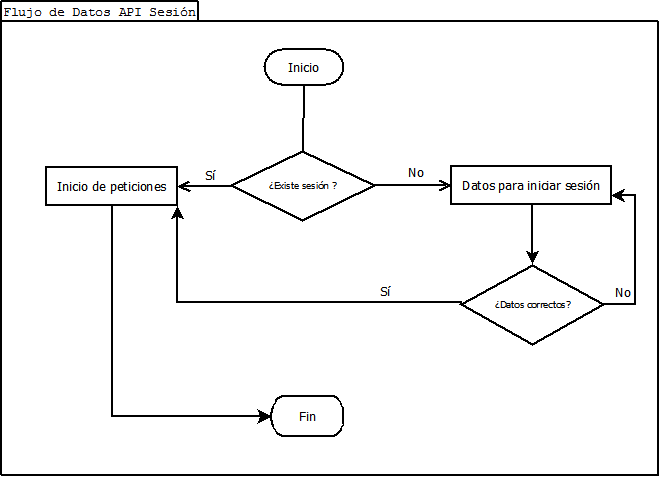 Flujo de Datos API Sesión
Inicio
Sí
¿Existe sesión ?
No
Inicio de peticiones
Datos para iniciar sesión
Sí
¿Datos correctos?
No
Fin